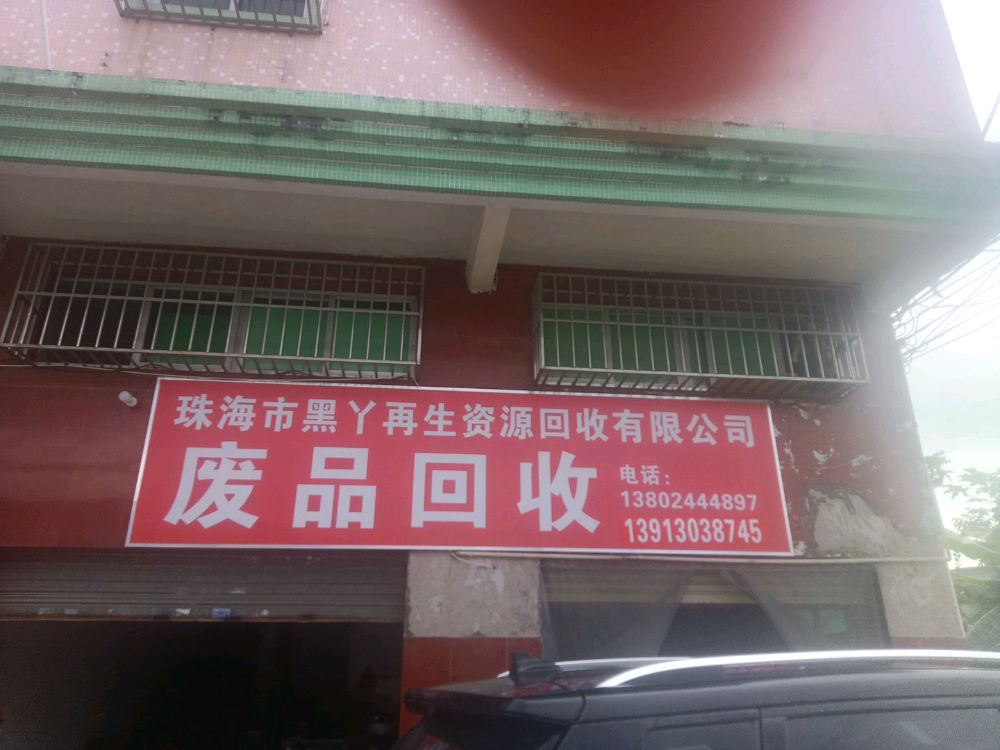 珠海市黑丫再生资源回收有限公司
废品回收
电话：
13802444897
13913038745